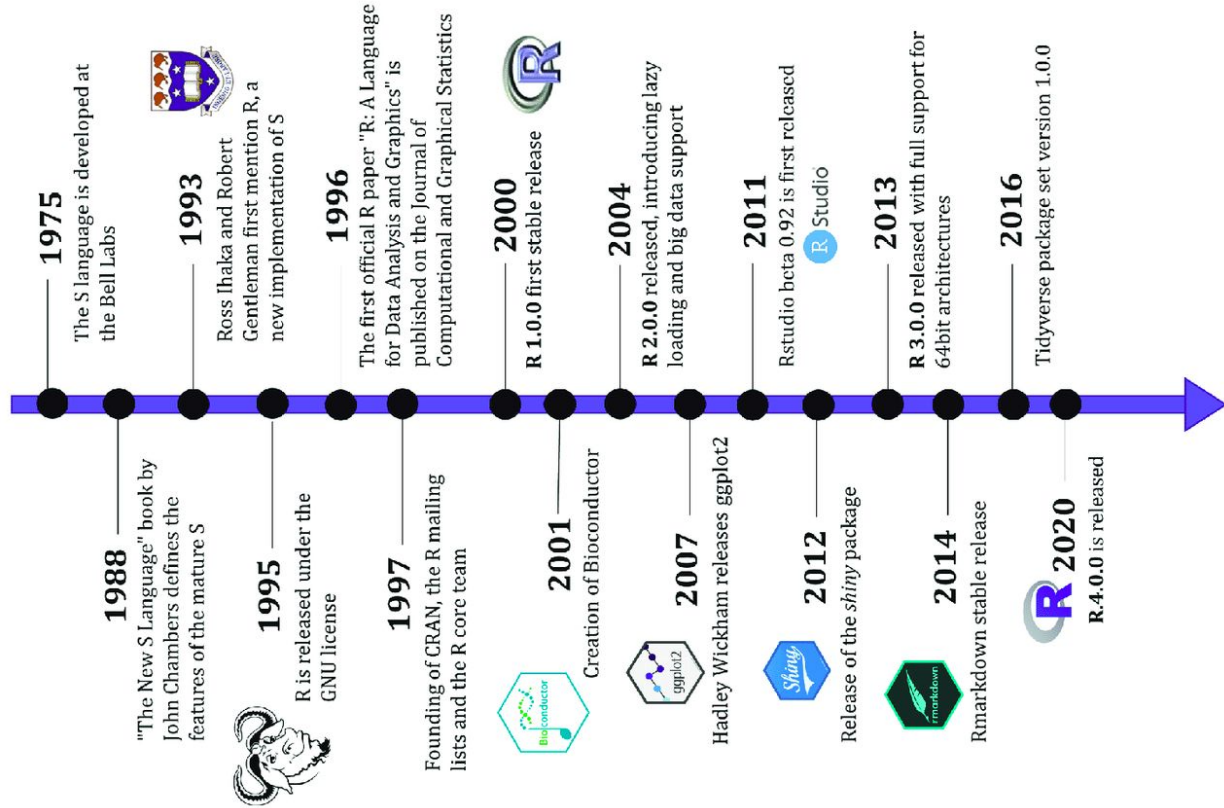 1975
The S language is developed at
the Bell Labs
1988
"The New S Language" book by
John Chambers defines the
features of the mature S
1993
Ross Ihaka and Robert
Gentleman first mention R, a
new implementation of S
1995
R is released under the
GNU license
1996
The first official R paper "R: A Language
for Data Analysis and Graphics" is
published on the Journal of
Computational and Graphical Statistics
1997
Founding of CRAN, the R mailing
lists and the R core team
2000
R 1.0.0 first stable release
R
2001
Creation of Bioconductor
Bioconductor
2004
R 2.0.0 released, introducing lazy
loading and big data support
2007
Hadley Wickham releases ggplot2
ggplot2
2011
Rstudio bcta 0.92 is first released
R Studio
2012
Release of the shiny package
Shiny
2013
R 3.0.0 released with full support for
64bit architectures
2014
Rmarkdown stable release
rmarkdown
2016
Tidyverse package set version 1.0.0
R
2020
R.4.0.0 is released